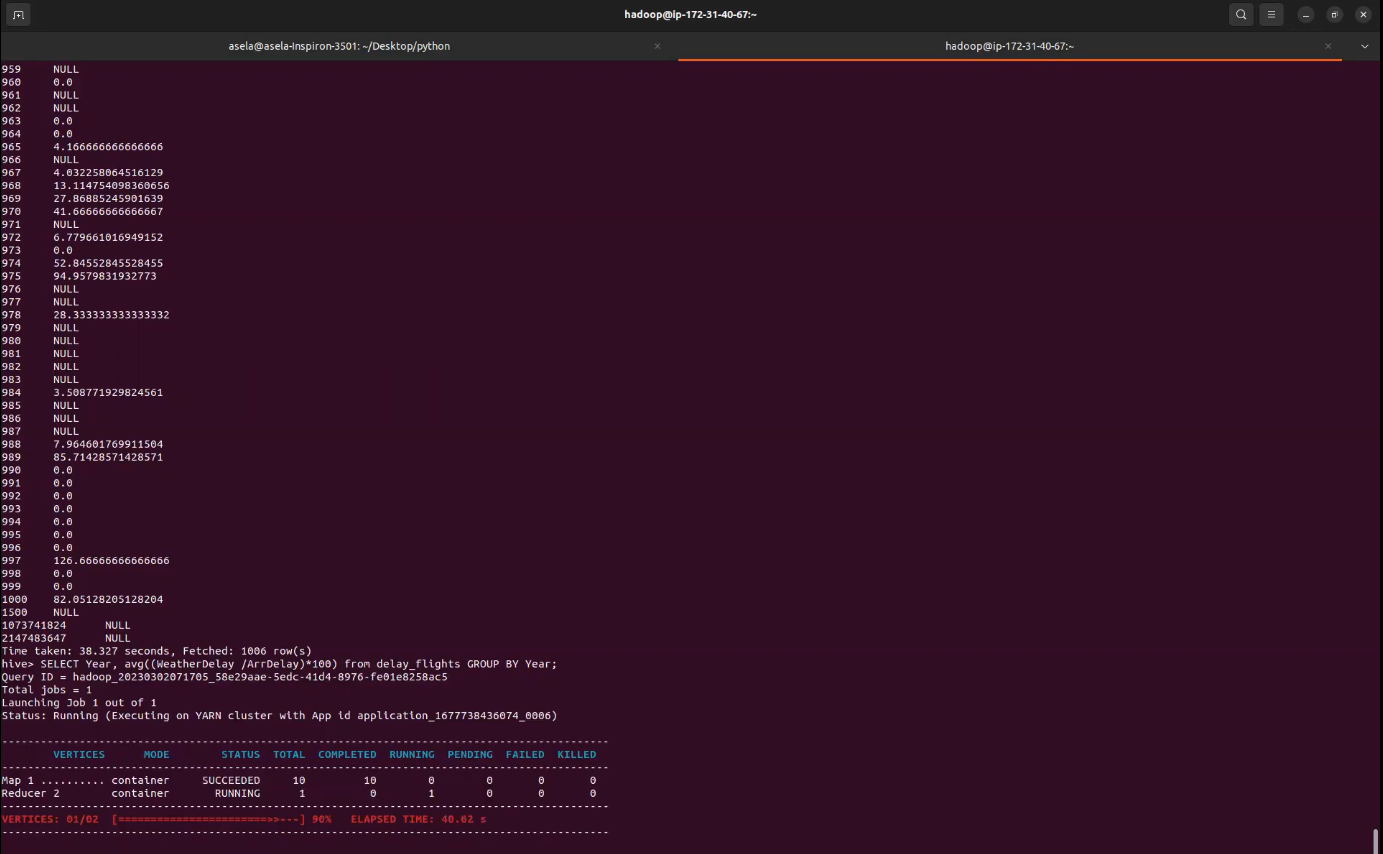 hadoop@ip-172-31-40-67:~
asela@asela-Inspiron-3501: ~/Desktop/python
hadoop@ip-172-31-40-67:~
959 NULL
960 0.0
961 NULL
962 NULL
963 0.0
964 0.0
965 4.166666666666666
966 NULL
967 4.032258064516129
968 13.114754098360656
969 27.86885245901639
970 41.66666666666667
971 NULL
972 6.779661016949152
973 0.0
974 52.84552845528455
975 94.9579831932773
976 NULL
977 NULL
978 28.333333333333332
979 NULL
980 NULL
981 NULL
982 NULL
983 NULL
984 3.508771929824561
985 NULL
986 NULL
987 NULL
988 7.964601769911504
989 85.71428571428571
990 0.0
991 0.0
992 0.0
993 0.0
994 0.0
995 0.0
996 0.0
997 126.66666666666666
998 0.0
999 0.0
1000 82.05128205128204
1500 NULL
1073741824 NULL
2147483647 NULL
Time taken: 38.327 seconds, Fetched: 1006 row(s)
hive> SELECT Year, avg((WeatherDelay /ArrDelay)*100) from delay_flights GROUP BY Year;
Query ID = hadoop_20230302071705_58e29aae-5edc-41d4-8976-fe01e8258ac5
Total jobs = 1
Launching Job 1 out of 1
Status: Running (Executing on YARN cluster with App id application_1677738436074_0006)
----------------------------------------------------------------------------------------------
VERTICES MODE STATUS TOTAL COMPLETED RUNNING PENDING FAILED KILLED
----------------------------------------------------------------------------------------------
Map 1 .......... container SUCCEEDED 10 10 0 0 0 0
Reducer 2 container RUNNING 1 0 1 0 0 0
----------------------------------------------------------------------------------------------
VERTICES: 01/02 [=======================>>---] 90% ELAPSED TIME: 40.62 s
----------------------------------------------------------------------------------------------